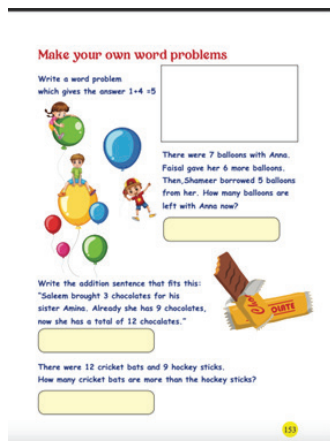 Make your own word problems
Write a word problem
which gives the answer 1+4 =5
There were 7 balloons with Anna.
Faisal gave her 6 more balloons.
Then,Shameer borrowed 5 balloons
from her. How many balloons are
left with Anna now?
Write the addition sentence that fits this:
"Saleem brought 3 chocolates for his
sister Amina. Already she has 9 chocolates,
now she has a total of 12 chocolates."
There were 12 cricket bats and 9 hockey sticks.
How many cricket bats are more than the hockey sticks?
153